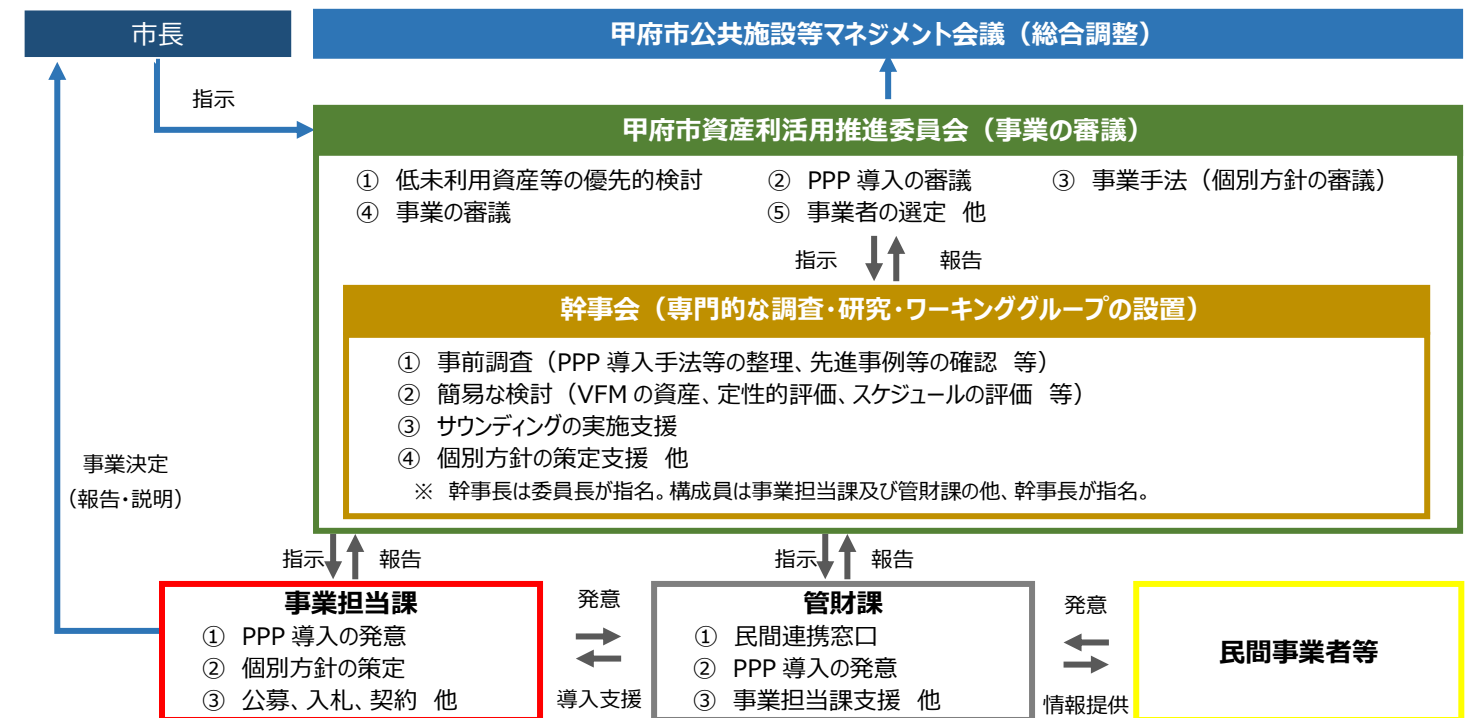 市長
甲府市公共施設等マネジメント会議（総合調整）
指示
甲府市資産利活用推進委員会（事業の審議）
① 低未利用資産等の優先的検討 ② PPP 導入の審議 ③ 事業手法（個別方針の審議）
④ 事業の審議 ⑤ 事業者の選定 他
指示 報告
幹事会（専門的な調査･研究･ワーキンググループの設置）
① 事前調査（PPP 導入手法等の整理、先進事例等の確認 等）
② 簡易な検討（VFM の資産、定性的評価、スケジュールの評価 等）
③ サウンディングの実施支援
④ 個別方針の策定支援 他
※ 幹事長は委員長が指名。構成員は事業担当課及び管財課の他、幹事長が指名。
事業決定
（報告･説明）
指示 報告
指示 報告
事業担当課
① PPP 導入の発意
② 個別方針の策定
③ 公募、入札、契約 他
発意
導入支援
管財課
① 民間連携窓口
② PPP 導入の発意
③ 事業担当課支援 他
発意
情報提供
民間事業者等